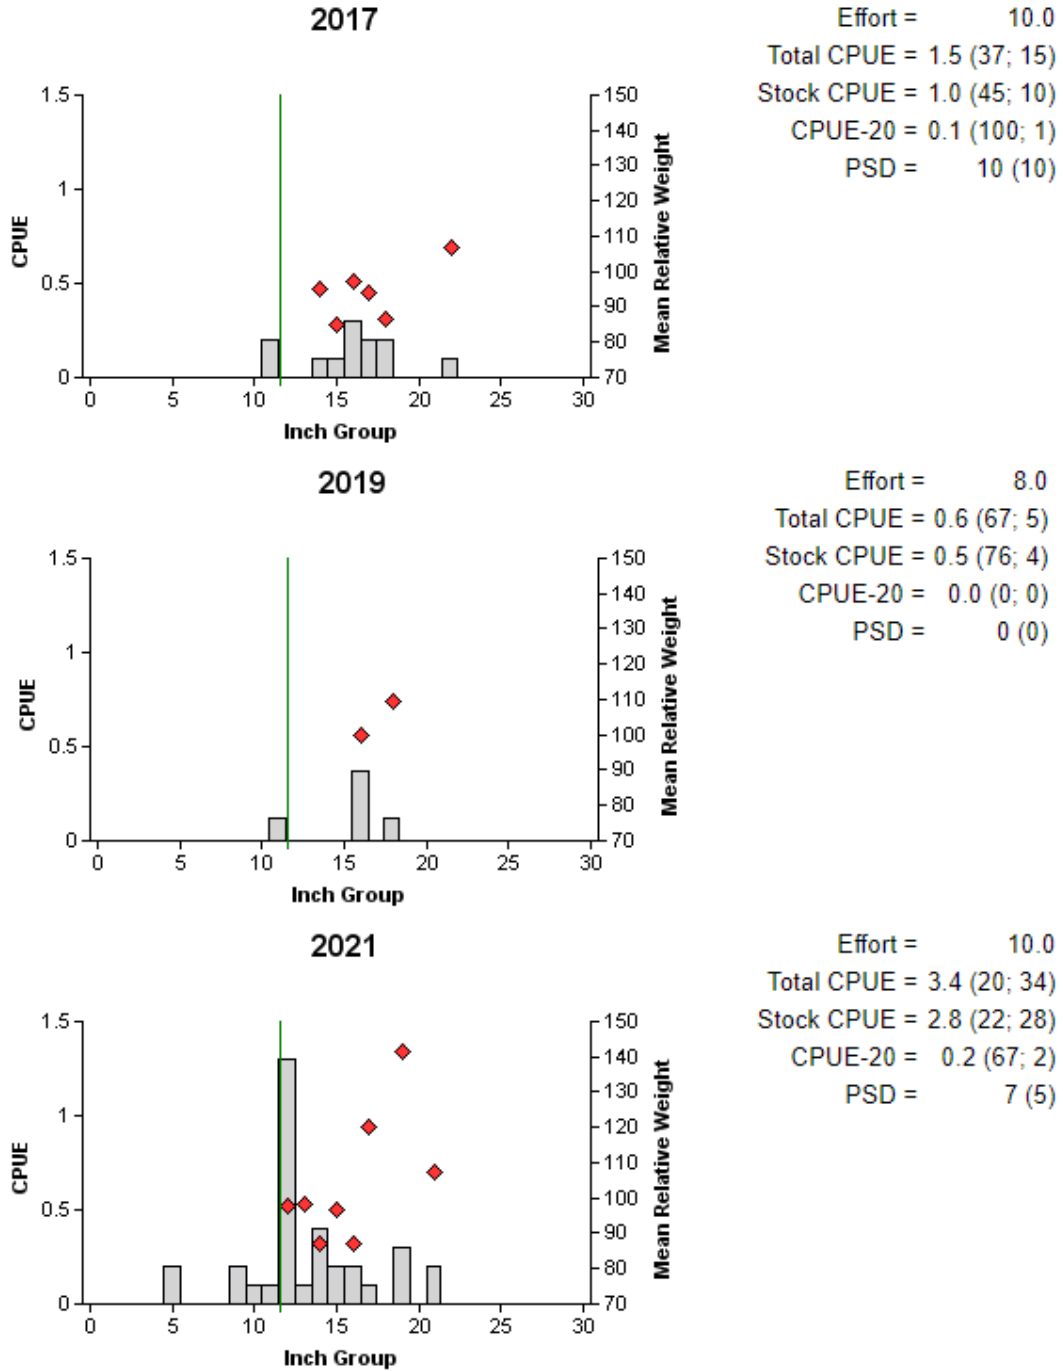 2017
Effort = 10.0
Total CPUE = 1.5 (37; 15)
Stock CPUE = 1.0 (45; 10)
CPUE-20 = 0.1 (100; 1)
PSD = 10 (10)
1.5
1
0.5
0
CPUE
150
140
130
120
110
100
90
80
70
Mean Relative Weight
0 5 10 15 20 25 30
Inch Group
2019
Effort = 8.0
Total CPUE = 0.6 (67; 5)
Stock CPUE = 0.5 (76; 4)
CPUE-20 = 0.0 (0; 0)
PSD = 0 (0)
1.5
1
0.5
0
CPUE
150
140
130
120
110
100
90
80
70
Mean Relative Weight
0 5 10 15 20 25 30
Inch Group
2021
Effort = 10.0
Total CPUE = 3.4 (20; 34)
Stock CPUE = 2.8 (22; 28)
CPUE-20 = 0.2 (67; 2)
PSD = 7 (5)
1.5
1
0.5
0
CPUE
150
140
130
120
110
100
90
80
70
Mean Relative Weight
0 5 10 15 20 25 30
Inch Group